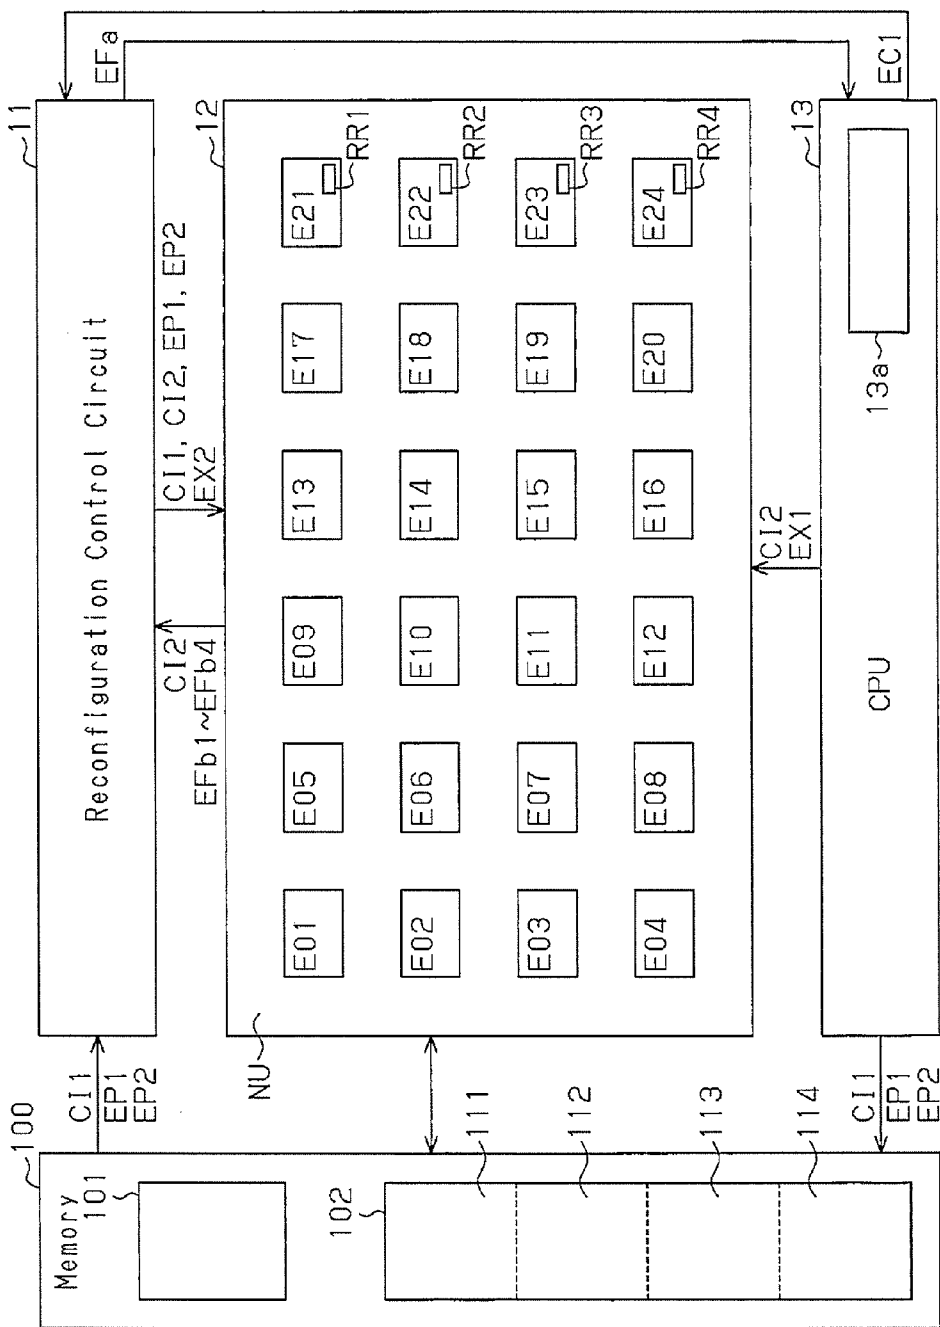 100
Memory
101
102
111
112
113
114
CI1
EP1
EP2
CI1
EP1
EP2
11
Reconfiguration Control Circuit
EFa
CI2
EFb1~EFb4
CI1, CI2, EP1, EP2
EX2
12
NU
E01
E05
E09
E13
E17
E21
RR1
E02
E06
E10
E14
E18
E22
RR2
E03
E07
E11
E15
E19
E23
RR3
E04
E08
E12
E16
E20
E24
RR4
CI2
EX1
13
CPU
13a
EC1